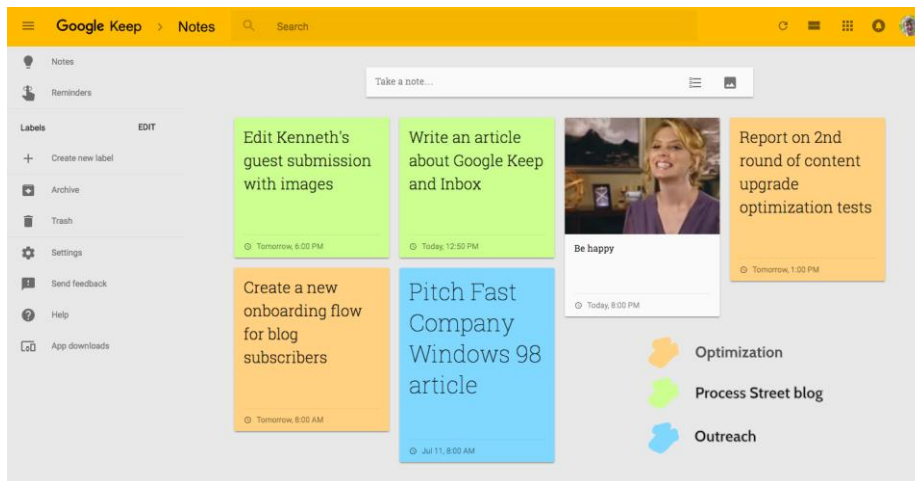 Google Keep > Notes
Search
Notes
Reminders
Labels EDIT
Create new label
Archive
Trash
Settings
Send feedback
Help
App downloads
Take a note...
Edit Kenneth's
guest submission
with images
Tomorrow, 6:00 PM
Write an article
about Google Keep
and Inbox
Today, 12:50 PM
Be happy
Today, 8:00 PM
Report on 2nd
round of content
upgrade
optimization tests
Tomorrow, 1:00 PM
Create a new
onboarding flow
for blog
subscribers
Tomorrow, 8:00 AM
Pitch Fast
Company
Windows 98
article
Jul 11, 8:00 AM
Optimization
Process Street blog
Outreach